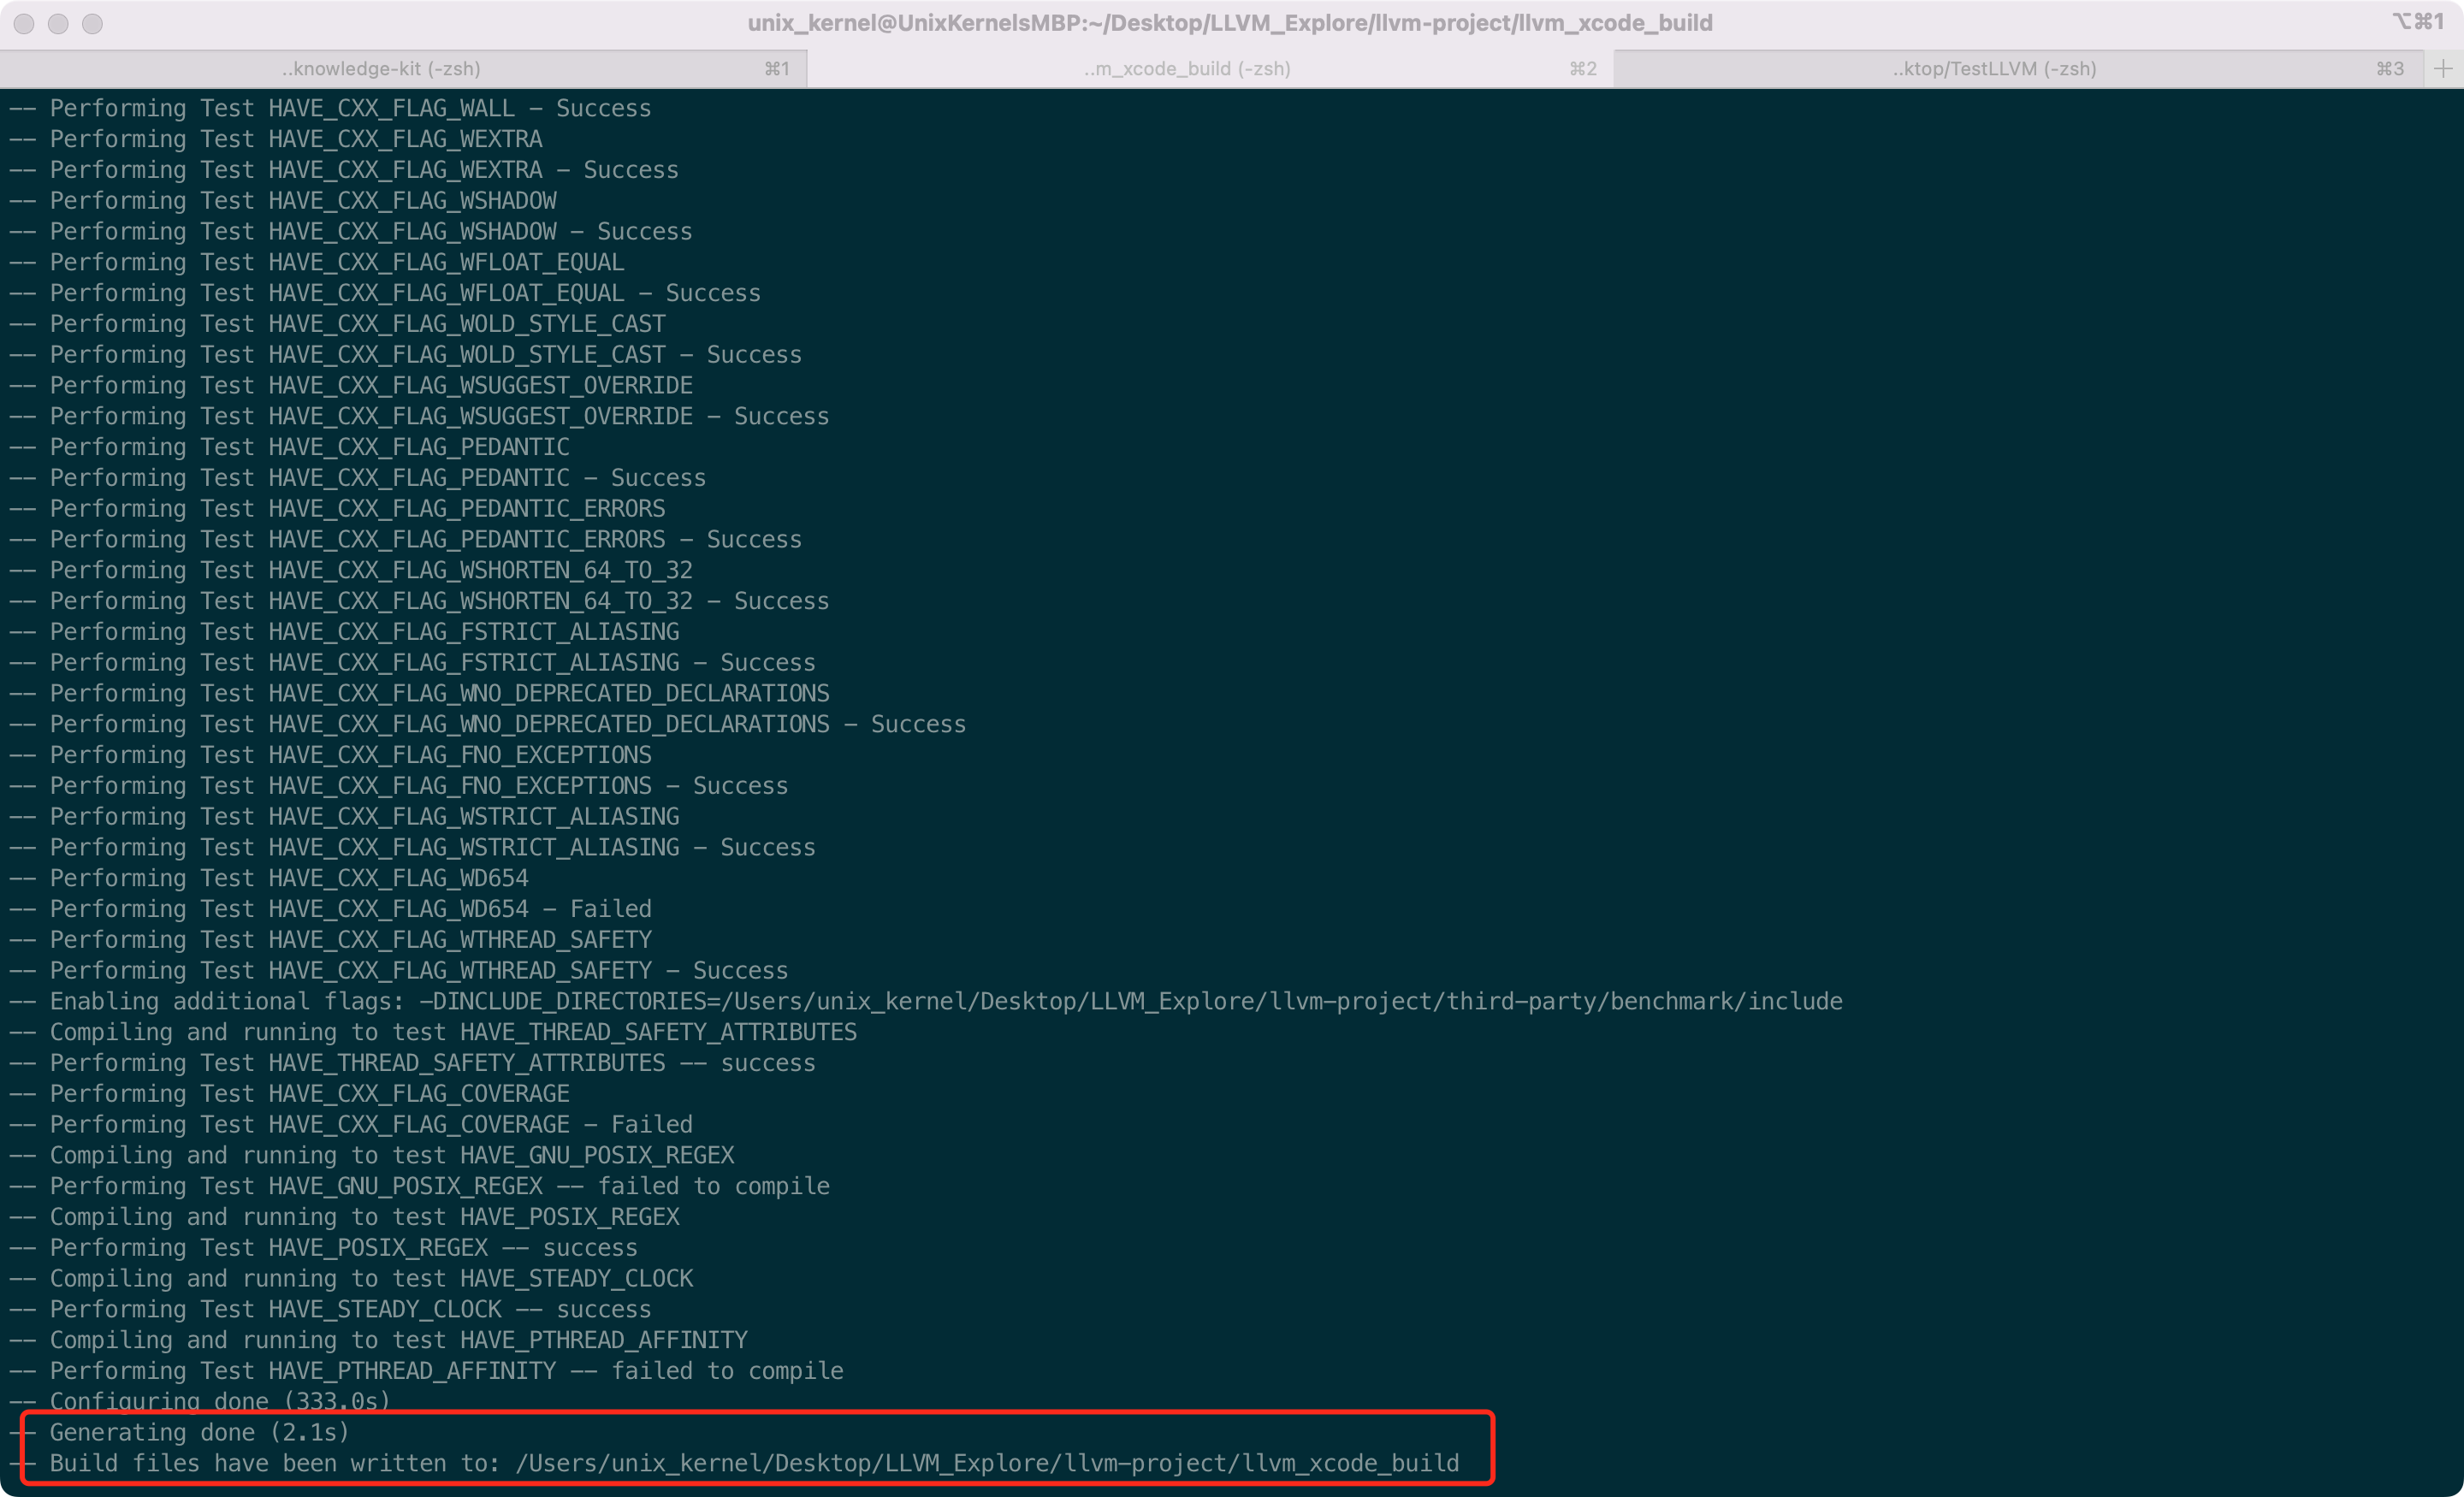 unix_kernel@UnixKernelsMBP:~/Desktop/LLVM_Explore/llvm-project/llvm_xcode_build
⌥⌘1
..knowledge-kit (-zsh) ⌘1 ..m_xcode_build (-zsh) ⌘2 ..ktop/TestLLVM (-zsh) ⌘3
-- Performing Test HAVE_CXX_FLAG_WALL - Success
-- Performing Test HAVE_CXX_FLAG_WEXTRA
-- Performing Test HAVE_CXX_FLAG_WEXTRA - Success
-- Performing Test HAVE_CXX_FLAG_WSHADOW
-- Performing Test HAVE_CXX_FLAG_WSHADOW - Success
-- Performing Test HAVE_CXX_FLAG_WFLOAT_EQUAL
-- Performing Test HAVE_CXX_FLAG_WFLOAT_EQUAL - Success
-- Performing Test HAVE_CXX_FLAG_WOLD_STYLE_CAST
-- Performing Test HAVE_CXX_FLAG_WOLD_STYLE_CAST - Success
-- Performing Test HAVE_CXX_FLAG_WSUGGEST_OVERRIDE
-- Performing Test HAVE_CXX_FLAG_WSUGGEST_OVERRIDE - Success
-- Performing Test HAVE_CXX_FLAG_PEDANTIC
-- Performing Test HAVE_CXX_FLAG_PEDANTIC - Success
-- Performing Test HAVE_CXX_FLAG_PEDANTIC_ERRORS
-- Performing Test HAVE_CXX_FLAG_PEDANTIC_ERRORS - Success
-- Performing Test HAVE_CXX_FLAG_WSHORTEN_64_TO_32
-- Performing Test HAVE_CXX_FLAG_WSHORTEN_64_TO_32 - Success
-- Performing Test HAVE_CXX_FLAG_FSTRICT_ALIASING
-- Performing Test HAVE_CXX_FLAG_FSTRICT_ALIASING - Success
-- Performing Test HAVE_CXX_FLAG_WNO_DEPRECATED_DECLARATIONS
-- Performing Test HAVE_CXX_FLAG_WNO_DEPRECATED_DECLARATIONS - Success
-- Performing Test HAVE_CXX_FLAG_FNO_EXCEPTIONS
-- Performing Test HAVE_CXX_FLAG_FNO_EXCEPTIONS - Success
-- Performing Test HAVE_CXX_FLAG_WSTRICT_ALIASING
-- Performing Test HAVE_CXX_FLAG_WSTRICT_ALIASING - Success
-- Performing Test HAVE_CXX_FLAG_WD654
-- Performing Test HAVE_CXX_FLAG_WD654 - Failed
-- Performing Test HAVE_CXX_FLAG_WTHREAD_SAFETY
-- Performing Test HAVE_CXX_FLAG_WTHREAD_SAFETY - Success
-- Enabling additional flags: -DINCLUDE_DIRECTORIES=/Users/unix_kernel/Desktop/LLVM_Explore/llvm-project/third-party/benchmark/include
-- Compiling and running to test HAVE_THREAD_SAFETY_ATTRIBUTES
-- Performing Test HAVE_THREAD_SAFETY_ATTRIBUTES -- success
-- Performing Test HAVE_CXX_FLAG_COVERAGE
-- Performing Test HAVE_CXX_FLAG_COVERAGE - Failed
-- Compiling and running to test HAVE_GNU_POSIX_REGEX
-- Performing Test HAVE_GNU_POSIX_REGEX -- failed to compile
-- Compiling and running to test HAVE_POSIX_REGEX
-- Performing Test HAVE_POSIX_REGEX -- success
-- Compiling and running to test HAVE_STEADY_CLOCK
-- Performing Test HAVE_STEADY_CLOCK -- success
-- Compiling and running to test HAVE_PTHREAD_AFFINITY
-- Performing Test HAVE_PTHREAD_AFFINITY -- failed to compile
-- Configuring done (333.0s)
-- Generating done (2.1s)
-- Build files have been written to: /Users/unix_kernel/Desktop/LLVM_Explore/llvm-project/llvm_xcode_build